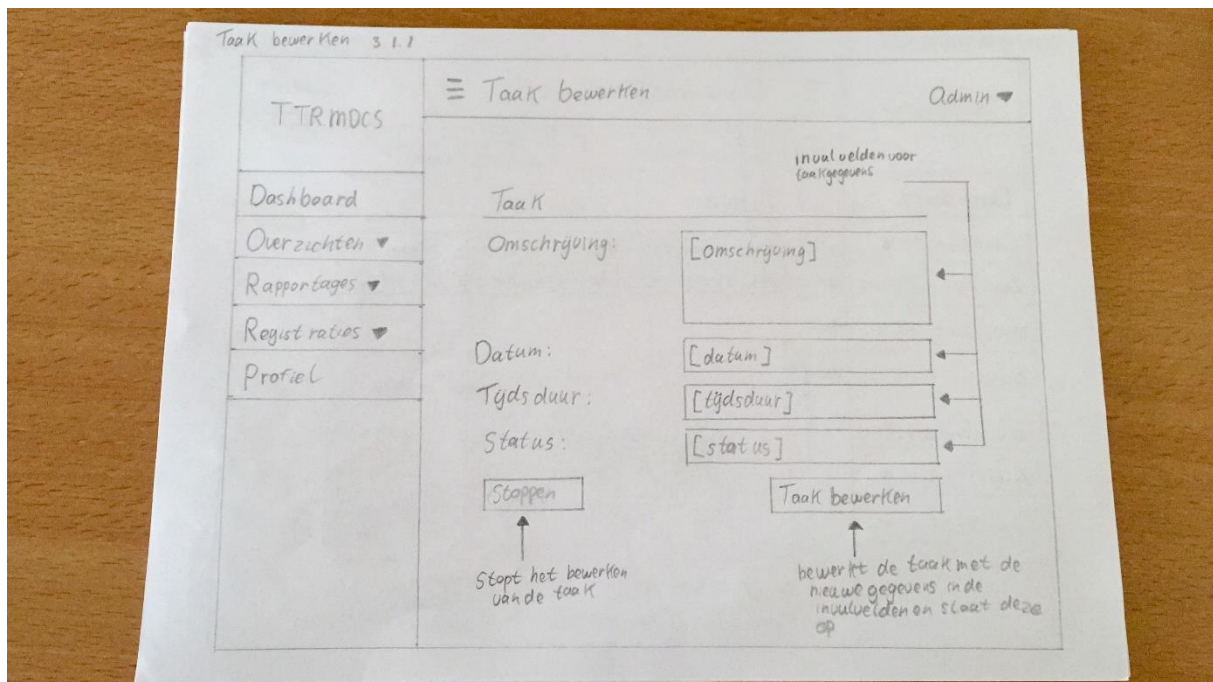 Taak bewerken 3.1.1
TTRMDCS
Dashboard
Overzichten
Rapportages
Registraties
Profiel
Taak bewerken
Admin
invulvelden voor
taakgegevens
Taak
Omschrijving:
[omschrijving]
Datum:
[datum]
Tijdsduur:
[tijdsduur]
Status:
[status]
Stoppen
Taak bewerken
Stopt het bewerken
van de taak
bewerkt de taak met de
nieuwe gegevens in de
invulvelden en slaat deze
op